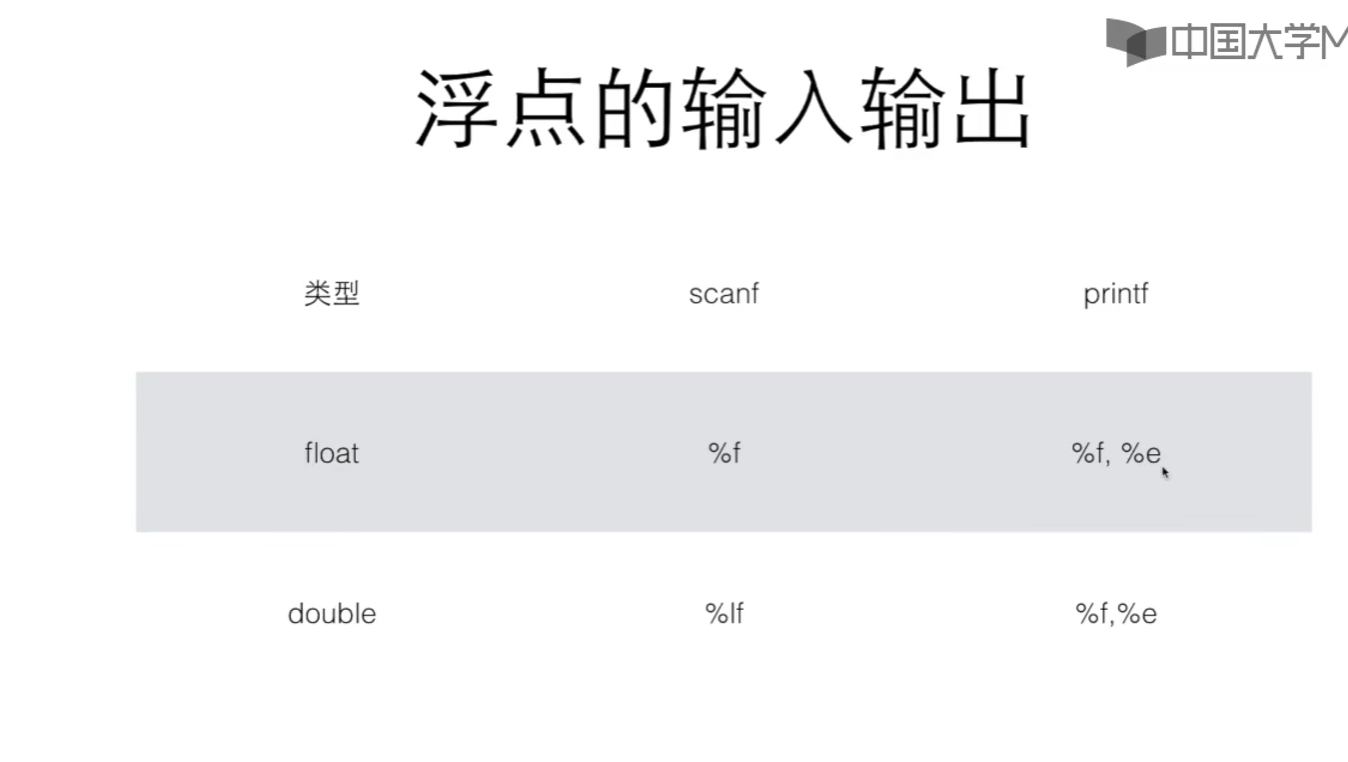 中国大学M
浮点的输入输出
类型 scanf printf
float %f %f, %e
double %lf %f,%e